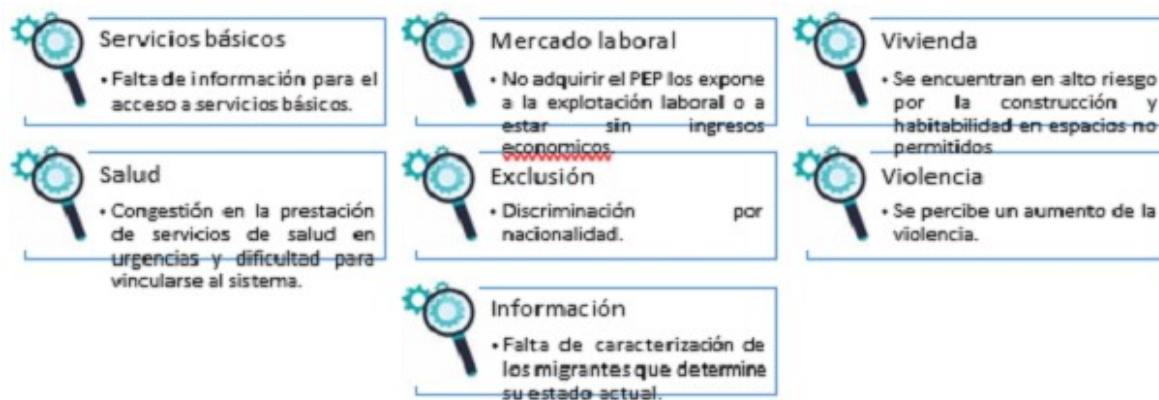 Servicios básicos
• Falta de información para el
acceso a servicios básicos.
Mercado laboral
• No adquirir el PEP los expone
a la explotación laboral o a
estar sin ingresos
economicos.
Vivienda
• Se encuentran en alto riesgo
por la construcción y
habitabilidad en espacios no
permitidos
Salud
• Congestión en la prestación
de servicios de salud en
urgencias y dificultad para
vincularse al sistema.
Exclusión
• Discriminación por
nacionalidad.
Violencia
• Se percibe un aumento de la
violencia.
Información
• Falta de caracterización de
los migrantes que determine
su estado actual.